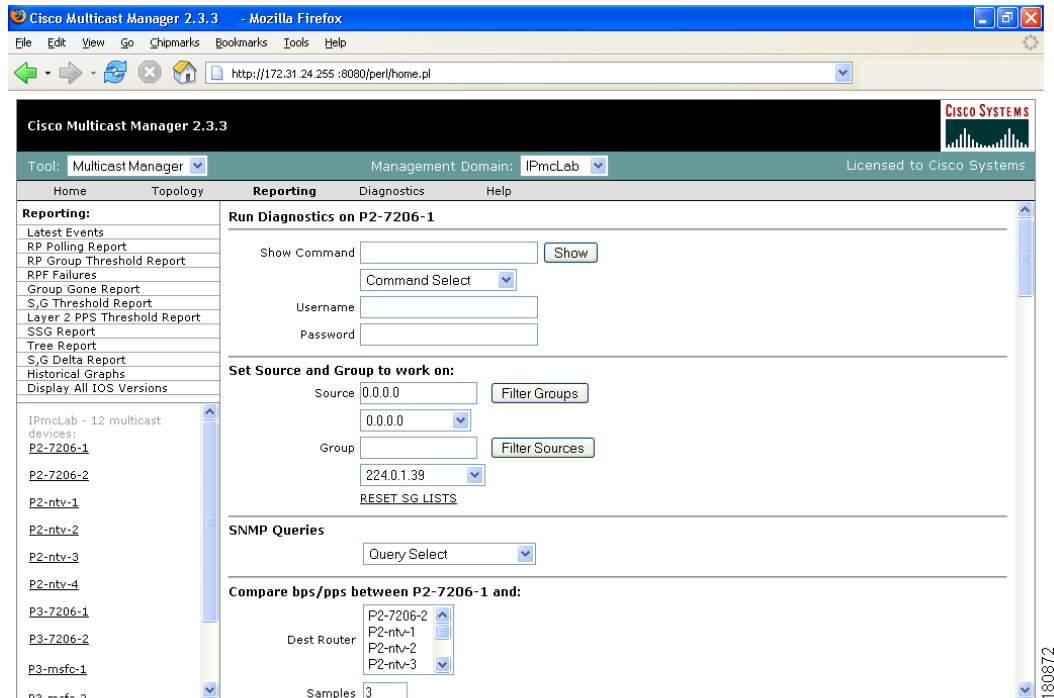 Cisco Multicast Manager 2.3.3 - Mozilla Firefox
File Edit View Go Chipmarks Bookmarks Tools Help
http://172.31.24.255 :8080/perl/home.pl
Cisco Multicast Manager 2.3.3
CISCO SYSTEMS
Tool: Multicast Manager Management Domain: IPmcLab Licensed to Cisco Systems
Home Topology Reporting Diagnostics Help
Reporting:
Latest Events
RP Polling Report
RP Group Threshold Report
RPF Failures
Group Gone Report
S,G Threshold Report
Layer 2 PPS Threshold Report
SSG Report
Tree Report
S,G Delta Report
Historical Graphs
Display All IOS Versions
IPmcLab - 12 multicast
devices:
P2-7206-1
P2-7206-2
P2-ntv-1
P2-ntv-2
P2-ntv-3
P2-ntv-4
P3-7206-1
P3-7206-2
P3-msfc-1
Run Diagnostics on P2-7206-1
Show Command Show
Command Select
Username
Password
Set Source and Group to work on:
Source 0.0.0.0 Filter Groups
0.0.0.0
Group Filter Sources
224.0.1.39
RESET SG LISTS
SNMP Queries
Query Select
Compare bps/pps between P2-7206-1 and:
Dest Router
P2-7206-2
P2-ntv-1
P2-ntv-2
P2-ntv-3
Samples 3
180872